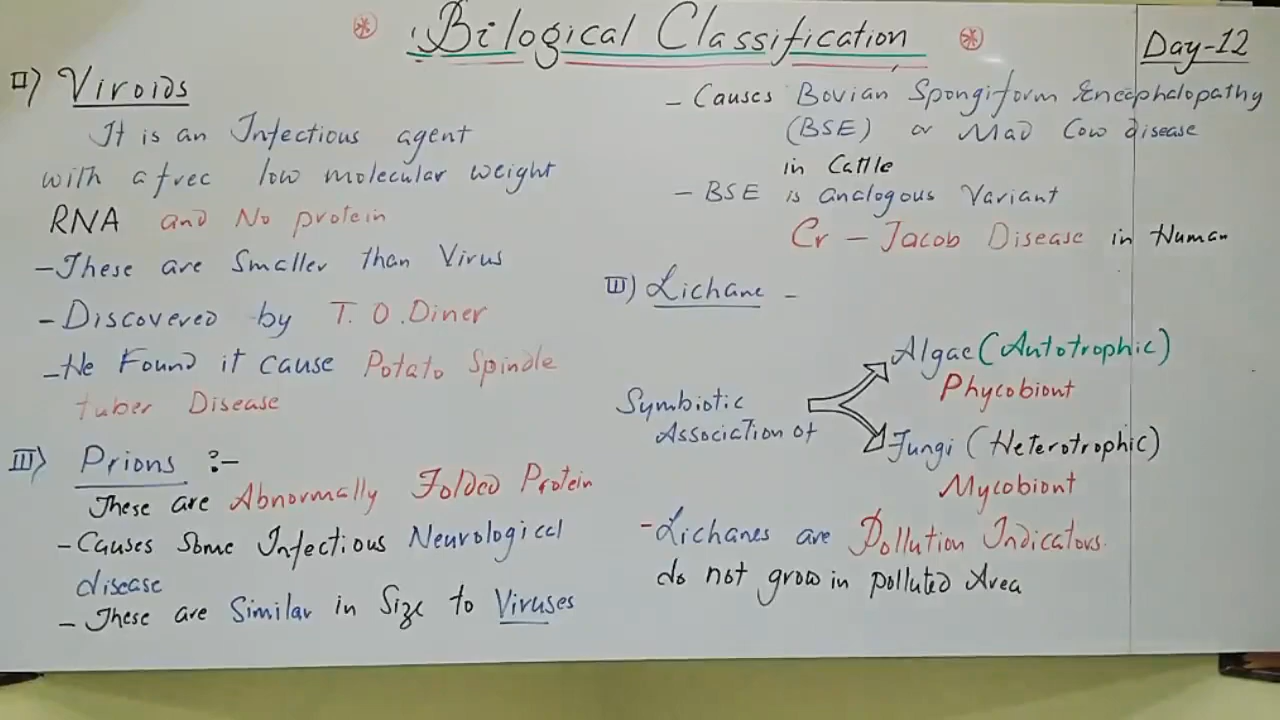 Bilogical Classification
Day-12
II) Viroids
It is an Infectious agent
with a free low molecular weight
RNA and No protein
- These are Smaller than Virus
- Discovered by T. O. Diner
- He Found it cause Potato Spindle
tuber Disease
III) Prions :-
These are Abnormally Folded Protein
- Causes Some Infectious Neurological
disease
- These are Similar in Size to Viruses
- Causes Bovian Spongiform Encephalopathy
(BSE) or Mad Cow disease
in Cattle
- BSE is analogous Variant
Cr - Jacob Disease in Human
III) Lichane -
Symbiotic
Association of
Algae (Autotrophic)
Phycobiont
Fungi (Heterotrophic)
Mycobiont
- Lichanes are Pollution Indicators.
do not grow in polluted Area